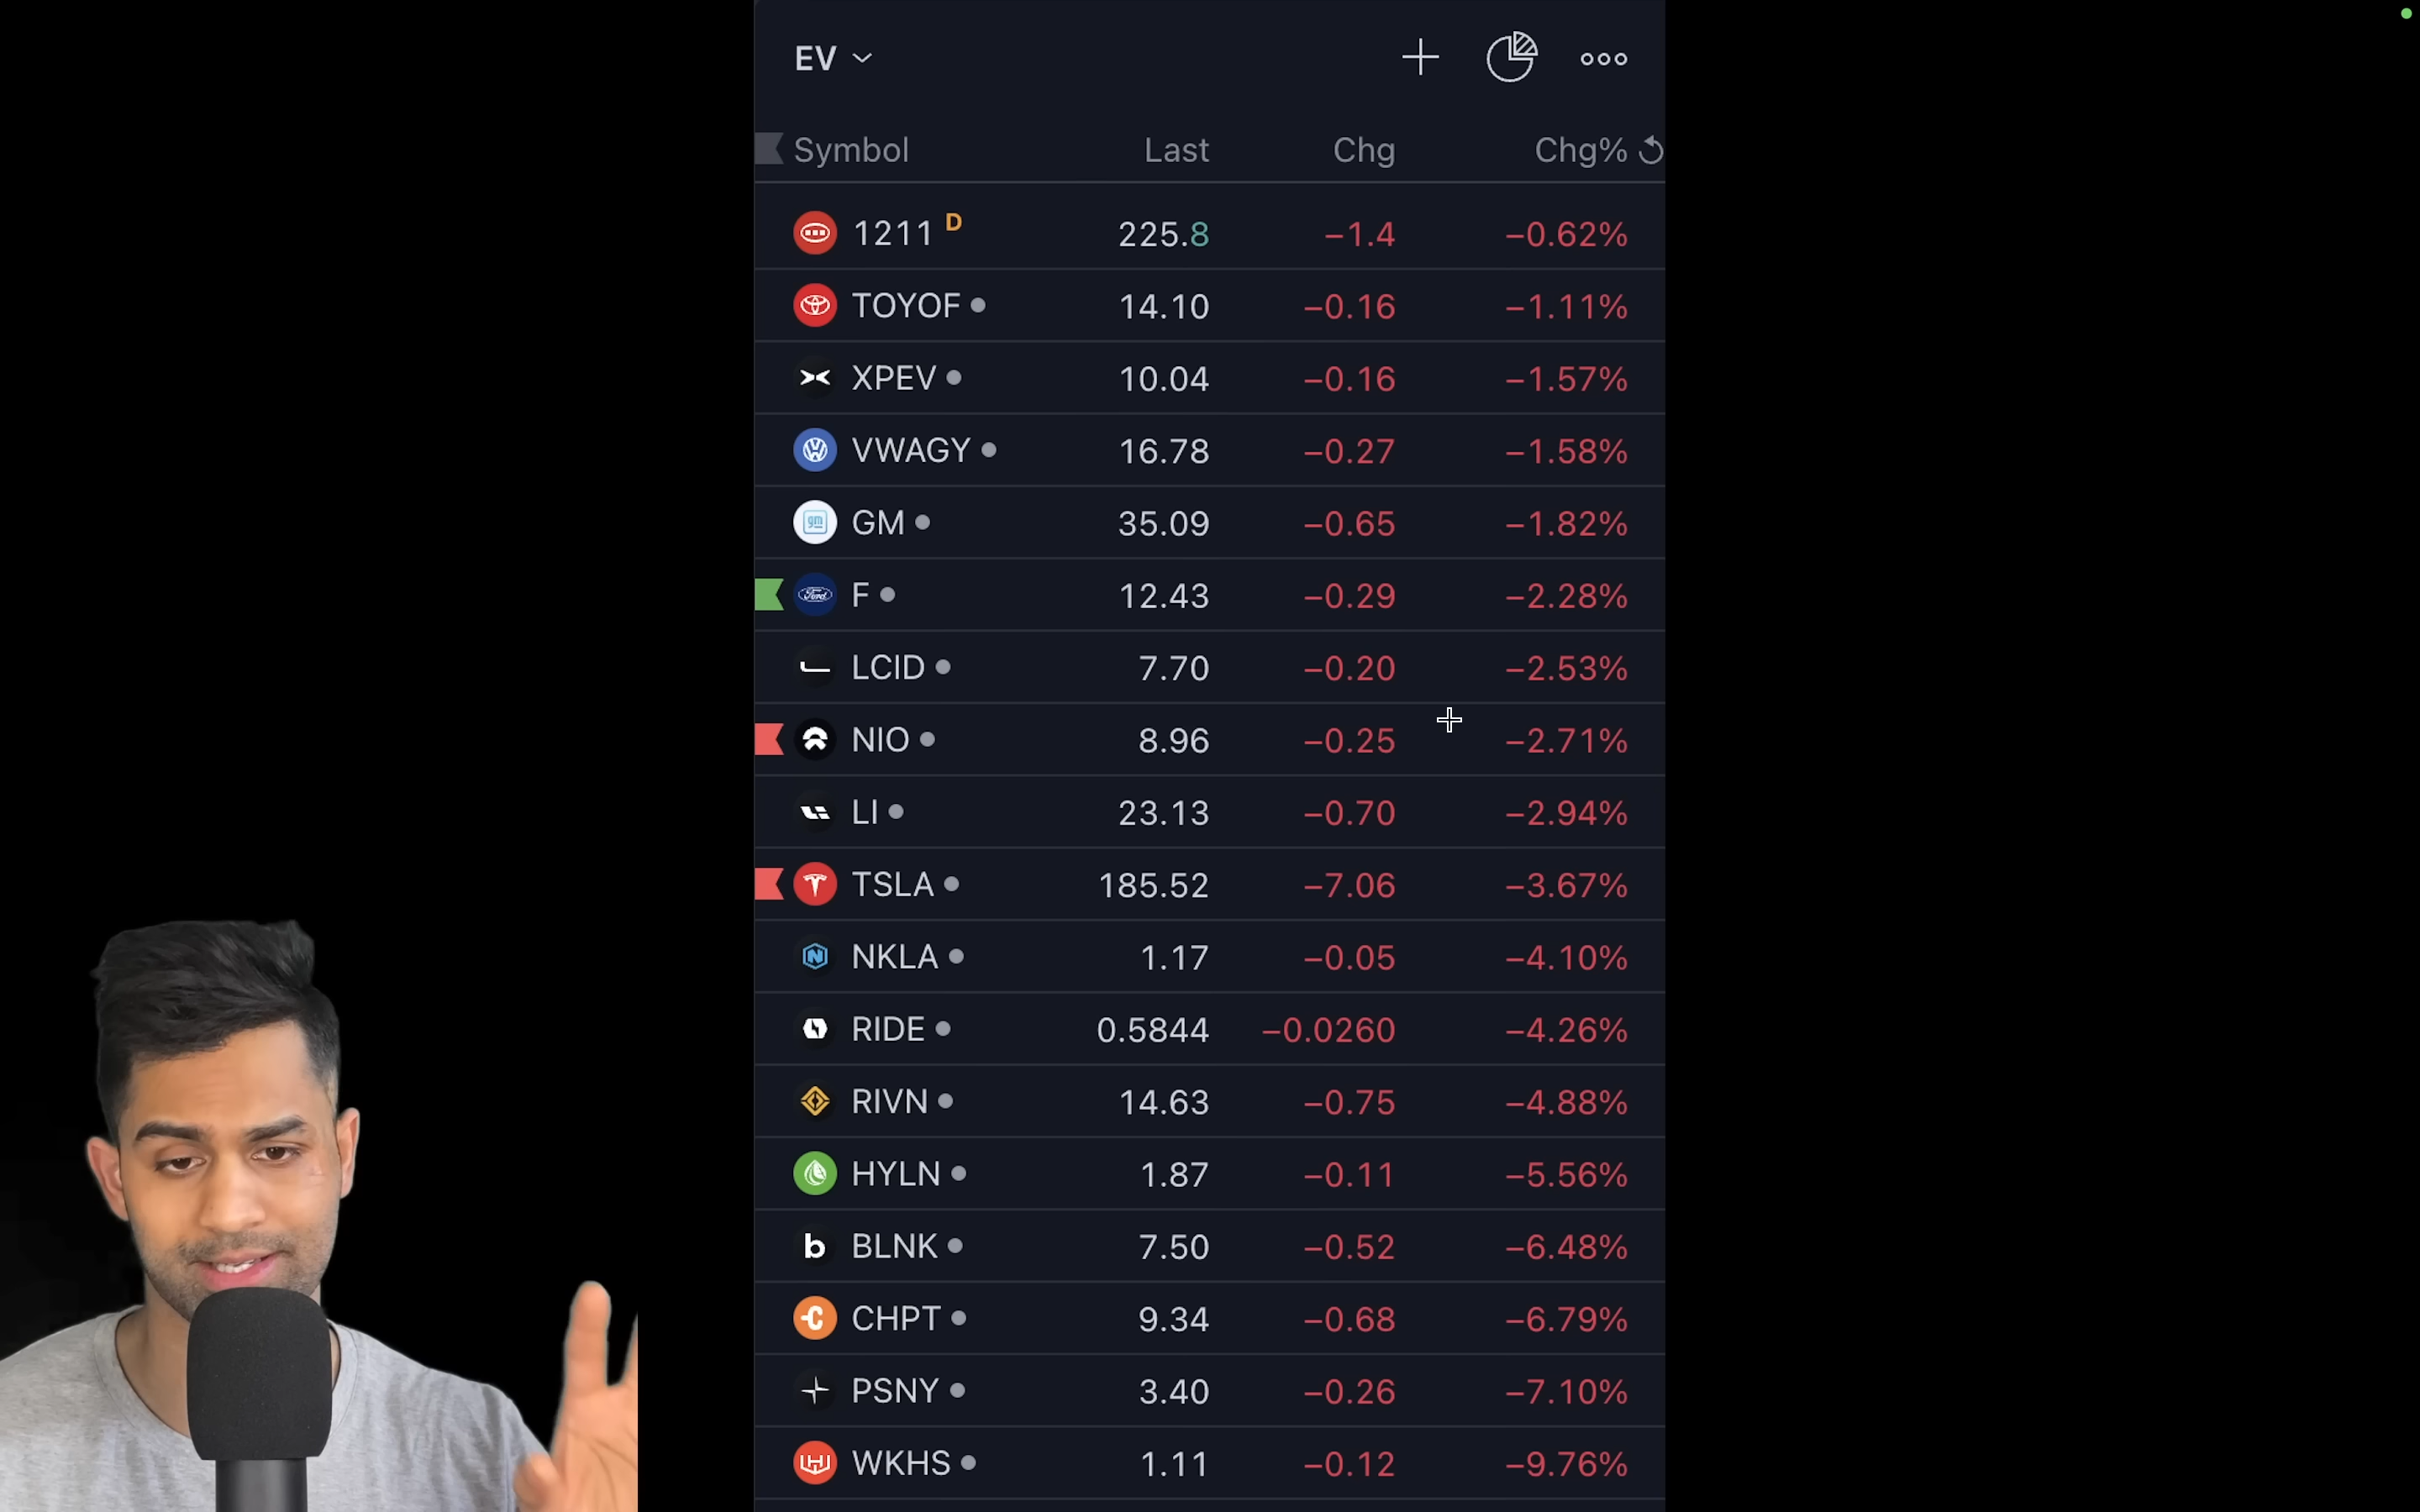 EV
Symbol Last Chg Chg%
1211 D 225.8 −1.4 −0.62%
TOYOF 14.10 −0.16 −1.11%
XPEV 10.04 −0.16 −1.57%
VWAGY 16.78 −0.27 −1.58%
gm GM 35.09 −0.65 −1.82%
Ford F 12.43 −0.29 −2.28%
LCID 7.70 −0.20 −2.53%
NIO 8.96 −0.25 −2.71%
LI 23.13 −0.70 −2.94%
TSLA 185.52 −7.06 −3.67%
NKLA 1.17 −0.05 −4.10%
RIDE 0.5844 −0.0260 −4.26%
RIVN 14.63 −0.75 −4.88%
HYLN 1.87 −0.11 −5.56%
b BLNK 7.50 −0.52 −6.48%
CHPT 9.34 −0.68 −6.79%
PSNY 3.40 −0.26 −7.10%
WKHS 1.11 −0.12 −9.76%